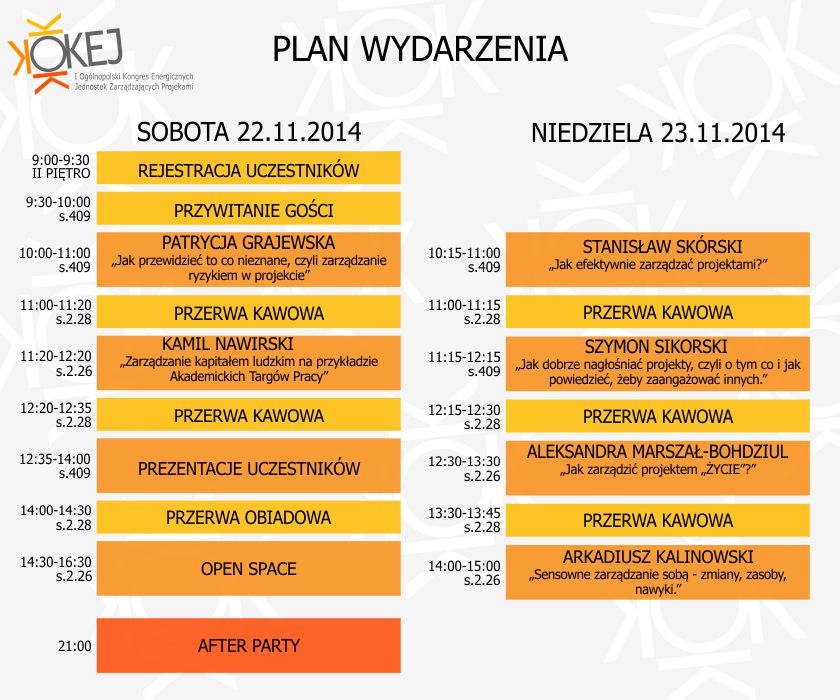 KOKEJ
I Ogólnopolski Kongres Energicznych
Jednostek Zarządzających Projekami
PLAN WYDARZENIA
SOBOTA 22.11.2014
9:00-9:30
II PIĘTRO
REJESTRACJA UCZESTNIKÓW
9:30-10:00
s.409
PRZYWITANIE GOŚCI
10:00-11:00
s.409
PATRYCJA GRAJEWSKA
„Jak przewidzieć to co nieznane, czyli zarządzanie
ryzykiem w projekcie”
11:00-11:20
s.2.28
PRZERWA KAWOWA
11:20-12:20
s.2.26
KAMIL NAWIRSKI
„Zarządzanie kapitałem ludzkim na przykładzie
Akademickich Targów Pracy”
12:20-12:35
s.2.28
PRZERWA KAWOWA
12:35-14:00
s.409
PREZENTACJE UCZESTNIKÓW
14:00-14:30
s.2.28
PRZERWA OBIADOWA
14:30-16:30
s.2.26
OPEN SPACE
21:00
AFTER PARTY
NIEDZIELA 23.11.2014
10:15-11:00
s.409
STANISŁAW SKÓRSKI
„Jak efektywnie zarządzać projektami?”
11:00-11:15
s.2.28
PRZERWA KAWOWA
11:15-12:15
s.409
SZYMON SIKORSKI
„Jak dobrze nagłośniać projekty, czyli o tym co i jak
powiedzieć, żeby zaangażować innych.”
12:15-12:30
s.2.28
PRZERWA KAWOWA
12:30-13:30
s.2.26
ALEKSANDRA MARSZAŁ-BOHDZIUL
„Jak zarządzić projektem „ŻYCIE”?”
13:30-13:45
s.2.28
PRZERWA KAWOWA
14:00-15:00
s.2.26
ARKADIUSZ KALINOWSKI
„Sensowne zarządzanie sobą - zmiany, zasoby,
nawyki.”